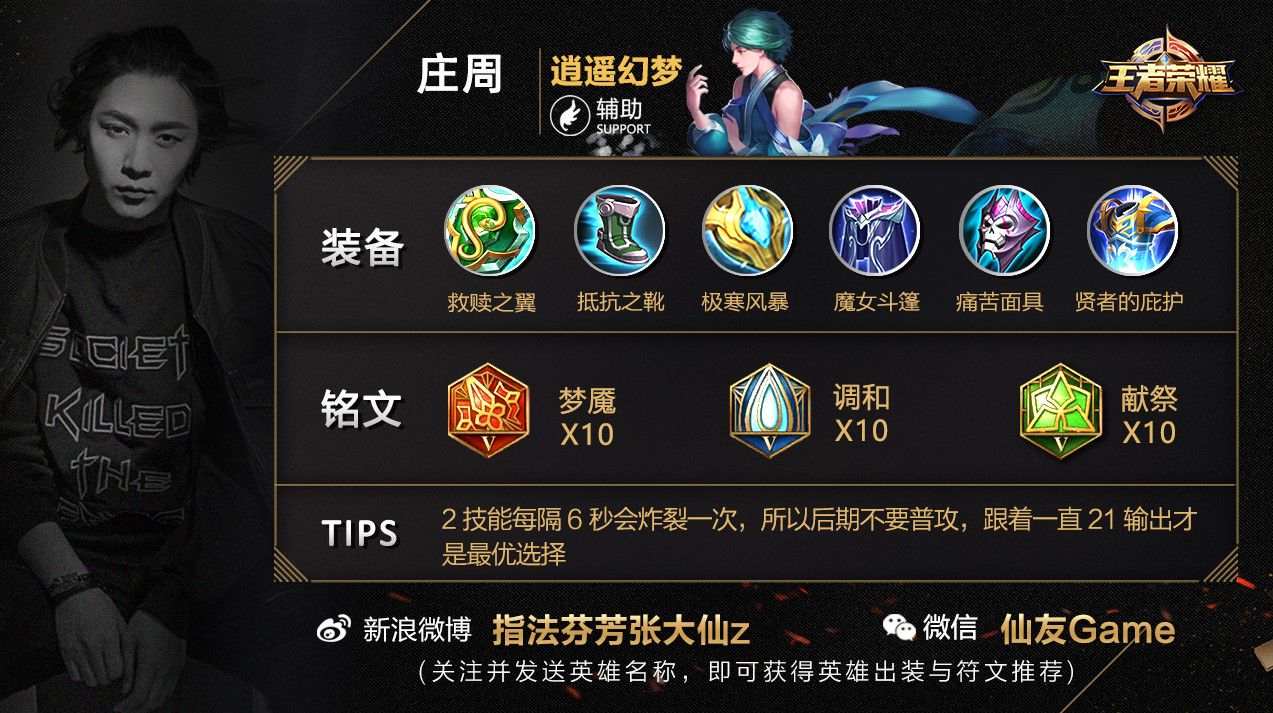 庄周
逍遥幻梦
辅助
SUPPORT
王者荣耀
装备
救赎之翼
抵抗之靴
极寒风暴
魔女斗篷
痛苦面具
贤者的庇护
铭文
V
梦魇
X10
V
调和
X10
V
献祭
X10
TIPS
2技能每隔6秒会炸裂一次，所以后期不要普攻，跟着一直21输出才
是最优选择
SOCIETY
KILLED
THE
新浪微博 指法芬芳张大仙z
微信 仙友Game
(关注并发送英雄名称，即可获得英雄出装与符文推荐)